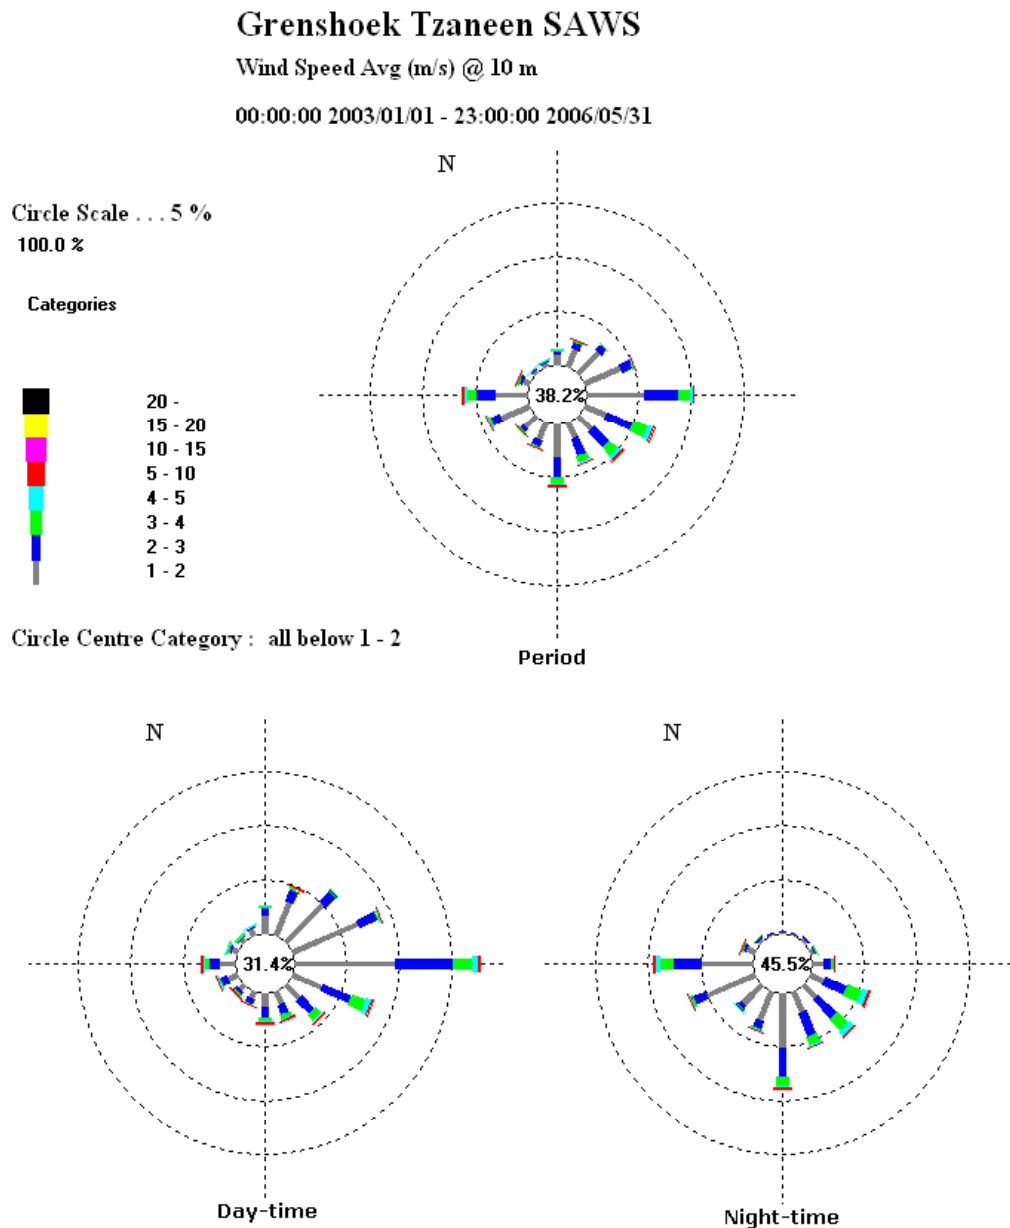 Grenshoek Tzaneen SAWS
Wind Speed Avg (m/s) @ 10 m
00:00:00 2003/01/01 - 23:00:00 2006/05/31
N
Circle Scale . . . 5 %
100.0 %
Categories
38.2%
20 -
15 - 20
10 - 15
5 - 10
4 - 5
3 - 4
2 - 3
1 - 2
Circle Centre Category : all below 1 - 2
Period
N
N
31.4%
45.5%
Day-time
Night-time